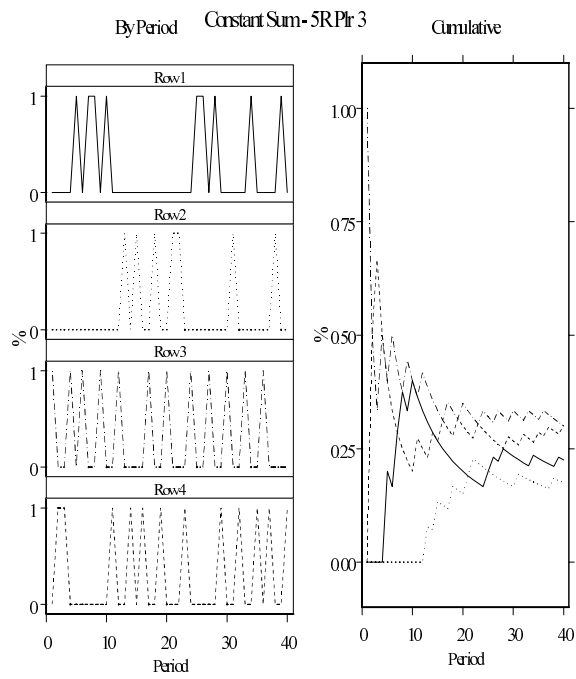 Constant Sum - 5R Plr 3
By Period
Cumulative
Row1
1
0
Row2
1
0
%
Row3
1
0
Row4
1
0
0 10 20 30 40
Period
1.00
0.75
0.50
%
0.25
0.00
0 10 20 30 40
Period